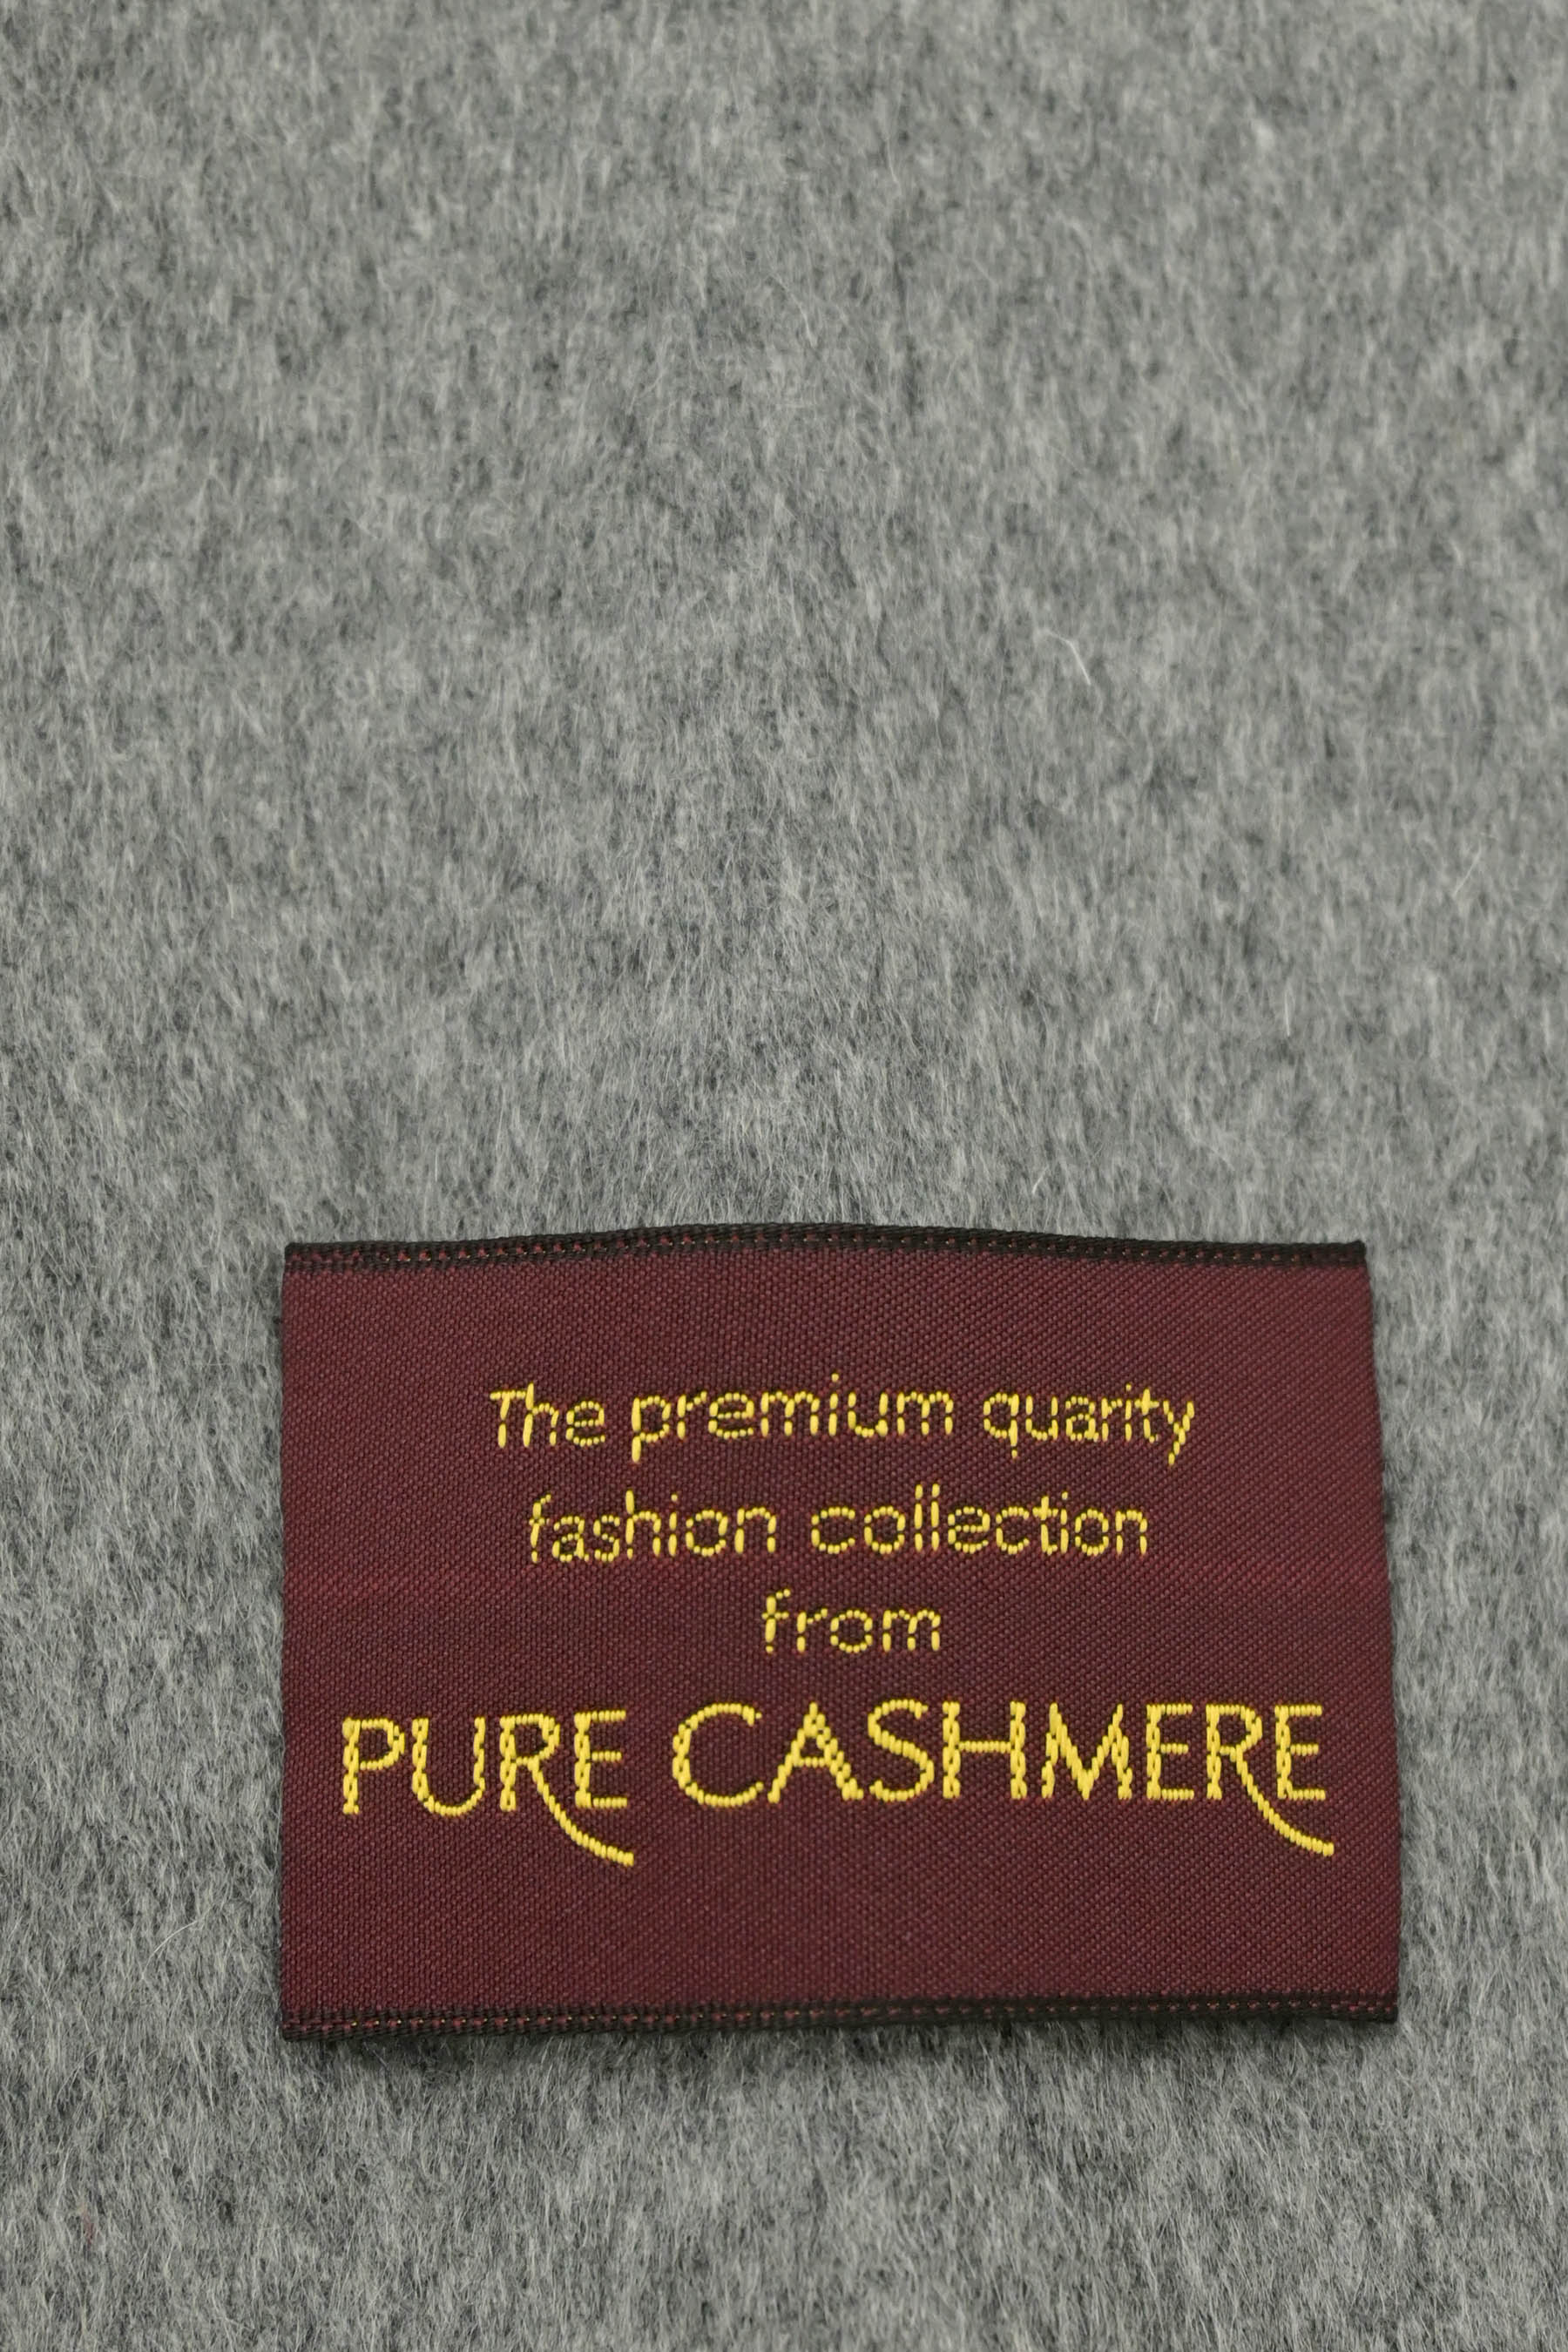 The premium quarity
fashion collection
from
PURE CASHMERE